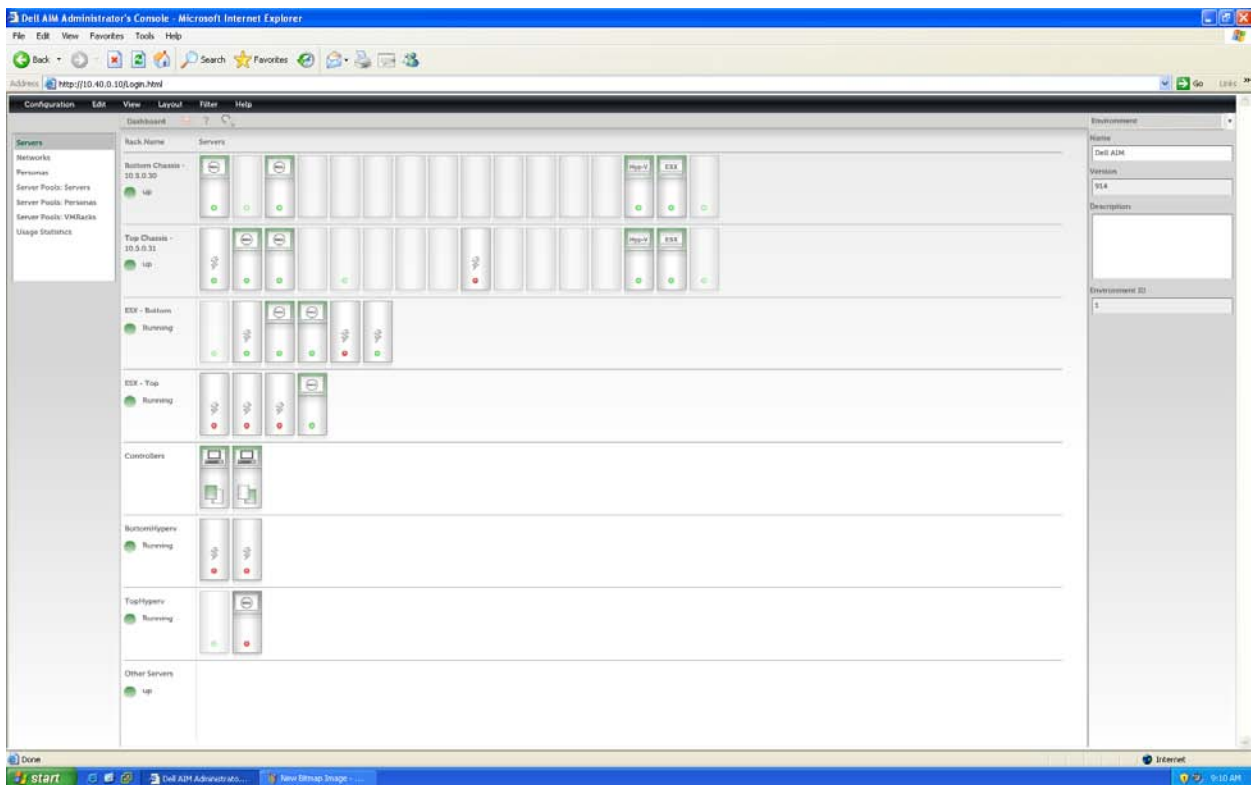 Dell AIM Administrator's Console - Microsoft Internet Explorer
File Edit View Favorites Tools Help
Back Search Favorites
Address http://10.40.0.10/Login.html Go Links
Configuration Edit View Layout Filter Help
Dashboard ? Environment
Servers
Networks
Personas
Server Pools: Servers
Server Pools: Personas
Server Pools: VMRacks
Usage Statistics
Rack Name Servers
Bottom Chassis -
10.5.0.30
up
Hyp-V ESX
Top Chassis -
10.5.0.31
up
Hyp-V ESX
ESX - Bottom
Running
ESX - Top
Running
Controllers
BottomHyperv
Running
TopHyperv
Running
Other Servers
up
Name
Dell AIM
Version
914
Description
Environment ID
1
Done Internet
start Dell AIM Administrato... New Bitmap Image - ... 9:10 AM